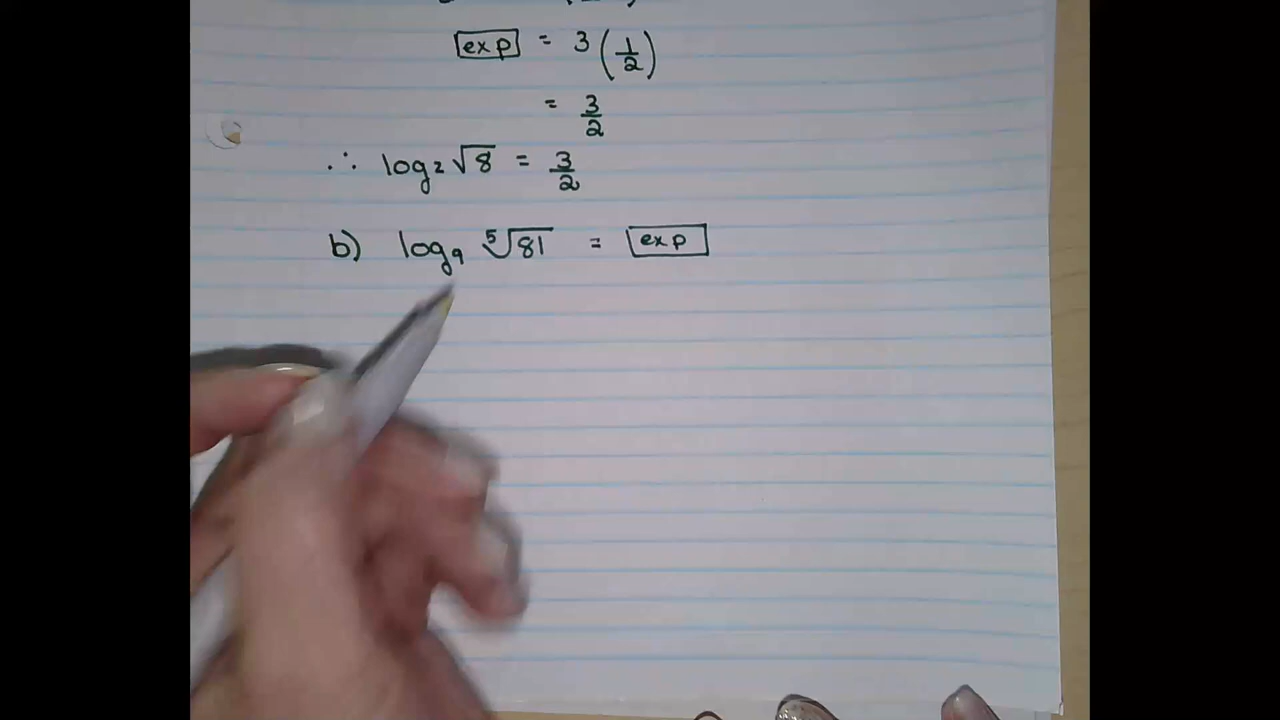 exp = 3 (1/2)
= 3/2
∴ log₂ √8 = 3/2
b) log₉ ⁵√81 = exp